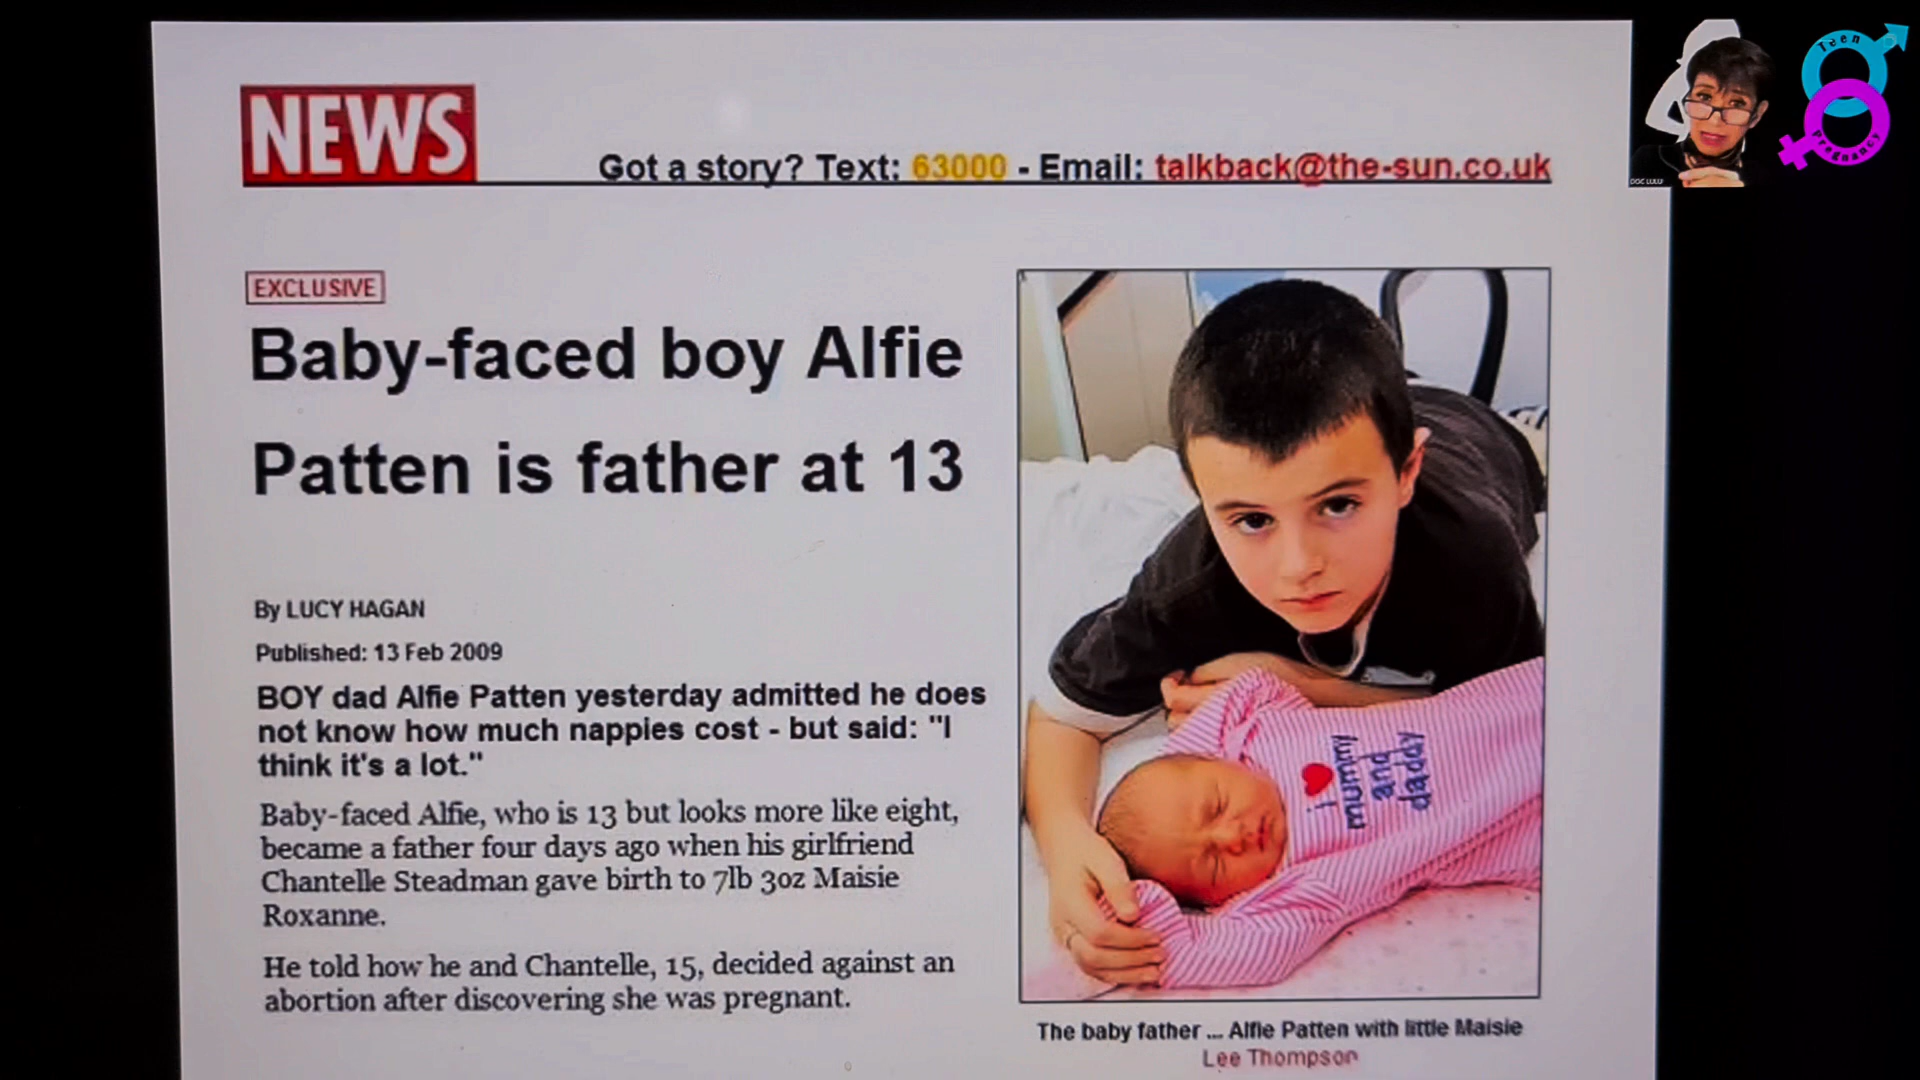 NEWS
Got a story? Text: 63000 - Email: talkback@the-sun.co.uk
DOC LULU
Teen
Pregnancy
EXCLUSIVE
Baby-faced boy Alfie
Patten is father at 13
By LUCY HAGAN
Published: 13 Feb 2009
BOY dad Alfie Patten yesterday admitted he does
not know how much nappies cost - but said: "I
think it's a lot."
Baby-faced Alfie, who is 13 but looks more like eight,
became a father four days ago when his girlfriend
Chantelle Steadman gave birth to 7lb 3oz Maisie
Roxanne.
He told how he and Chantelle, 15, decided against an
abortion after discovering she was pregnant.
i
mummy
and
daddy
The baby father ... Alfie Patten with little Maisie
Lee Thompson